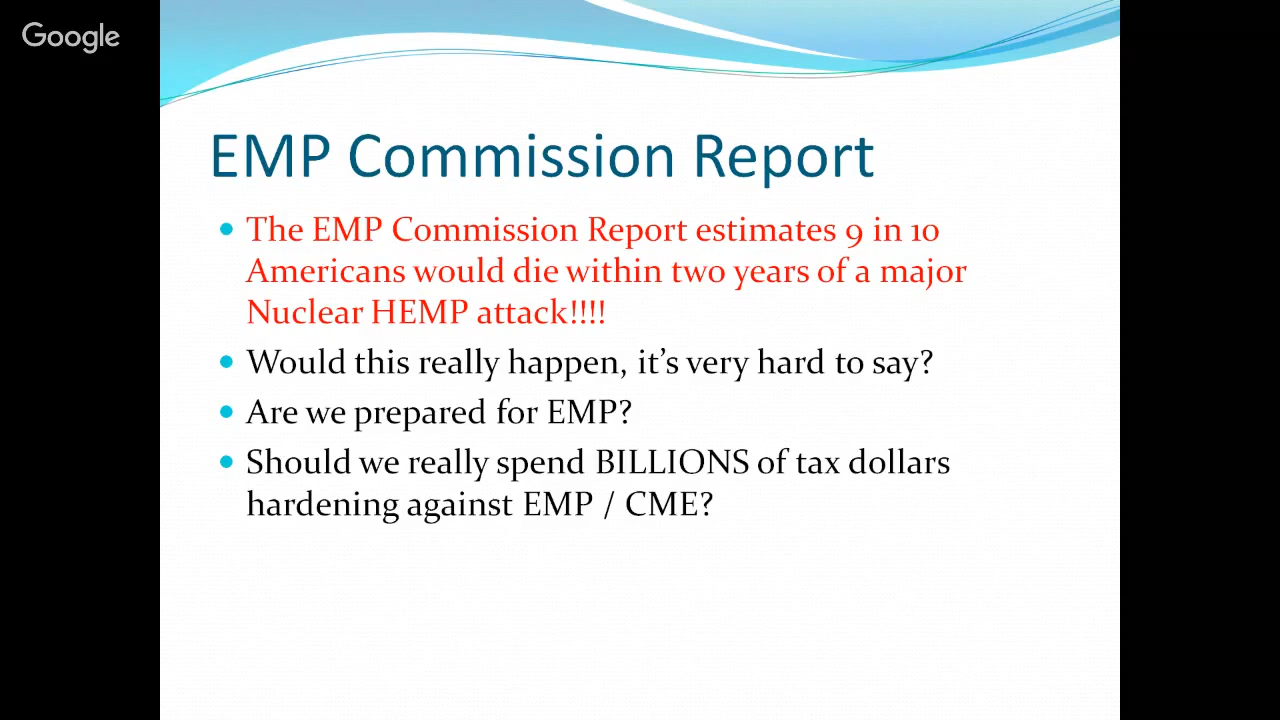 Google
EMP Commission Report
• The EMP Commission Report estimates 9 in 10
Americans would die within two years of a major
Nuclear HEMP attack!!!!
• Would this really happen, it's very hard to say?
• Are we prepared for EMP?
• Should we really spend BILLIONS of tax dollars
hardening against EMP / CME?